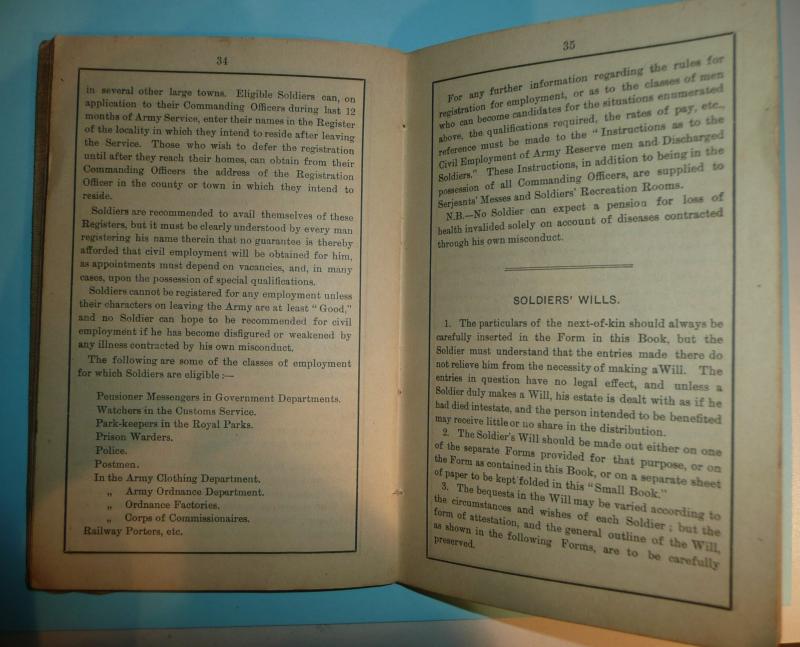 34
in several other large towns. Eligible Soldiers can, on
application to their Commanding Officers during last 12
months of Army Service, enter their names in the Register
of the locality in which they intend to reside after leaving
the Service. Those who wish to defer the registration
until after they reach their homes, can obtain from their
Commanding Officers the address of the Registration
Officer in the county or town in which they intend to
reside.
Soldiers are recommended to avail themselves of these
Registers, but it must be clearly understood by every man
registering his name therein that no guarantee is thereby
afforded that civil employment will be obtained for him,
as appointments must depend on vacancies, and, in many
cases, upon the possession of special qualifications.
Soldiers cannot be registered for any employment unless
their characters on leaving the Army are at least "Good,"
and no Soldier can hope to be recommended for civil
employment if he has become disfigured or weakened by
any illness contracted by his own misconduct.
The following are some of the classes of employment
for which Soldiers are eligible :—
Pensioner Messengers in Government Departments.
Watchers in the Customs Service.
Park-keepers in the Royal Parks.
Prison Warders.
Police.
Postmen.
In the Army Clothing Department.
„ Army Ordnance Department.
„ Ordnance Factories.
„ Corps of Commissionaires.
Railway Porters, etc.
35
For any further information regarding the rules for
registration for employment, or as to the classes of men
who can become candidates for the situations enumerated
above, the qualifications required, the rates of pay, etc.,
reference must be made to the "Instructions as to the
Civil Employment of Army Reserve men and Discharged
Soldiers." These Instructions, in addition to being in the
possession of all Commanding Officers, are supplied to
Serjeants' Messes and Soldiers' Recreation Rooms.
N.B.—No Soldier can expect a pension for loss of
health invalided solely on account of diseases contracted
through his own misconduct.
SOLDIERS' WILLS.
1. The particulars of the next-of-kin should always be
carefully inserted in the Form in this Book, but the
Soldier must understand that the entries made there do
not relieve him from the necessity of making a Will. The
entries in question have no legal effect, and unless a
Soldier duly makes a Will, his estate is dealt with as if he
had died intestate, and the person intended to be benefited
may receive little or no share in the distribution.
2. The Soldier's Will should be made out either on one
of the separate Forms provided for that purpose, or on
the Form as contained in this Book, or on a separate sheet
of paper to be kept folded in this "Small Book."
3. The bequests in the Will may be varied according to
the circumstances and wishes of each Soldier ; but the
form of attestation, and the general outline of the Will,
as shown in the following Forms, are to be carefully
preserved.